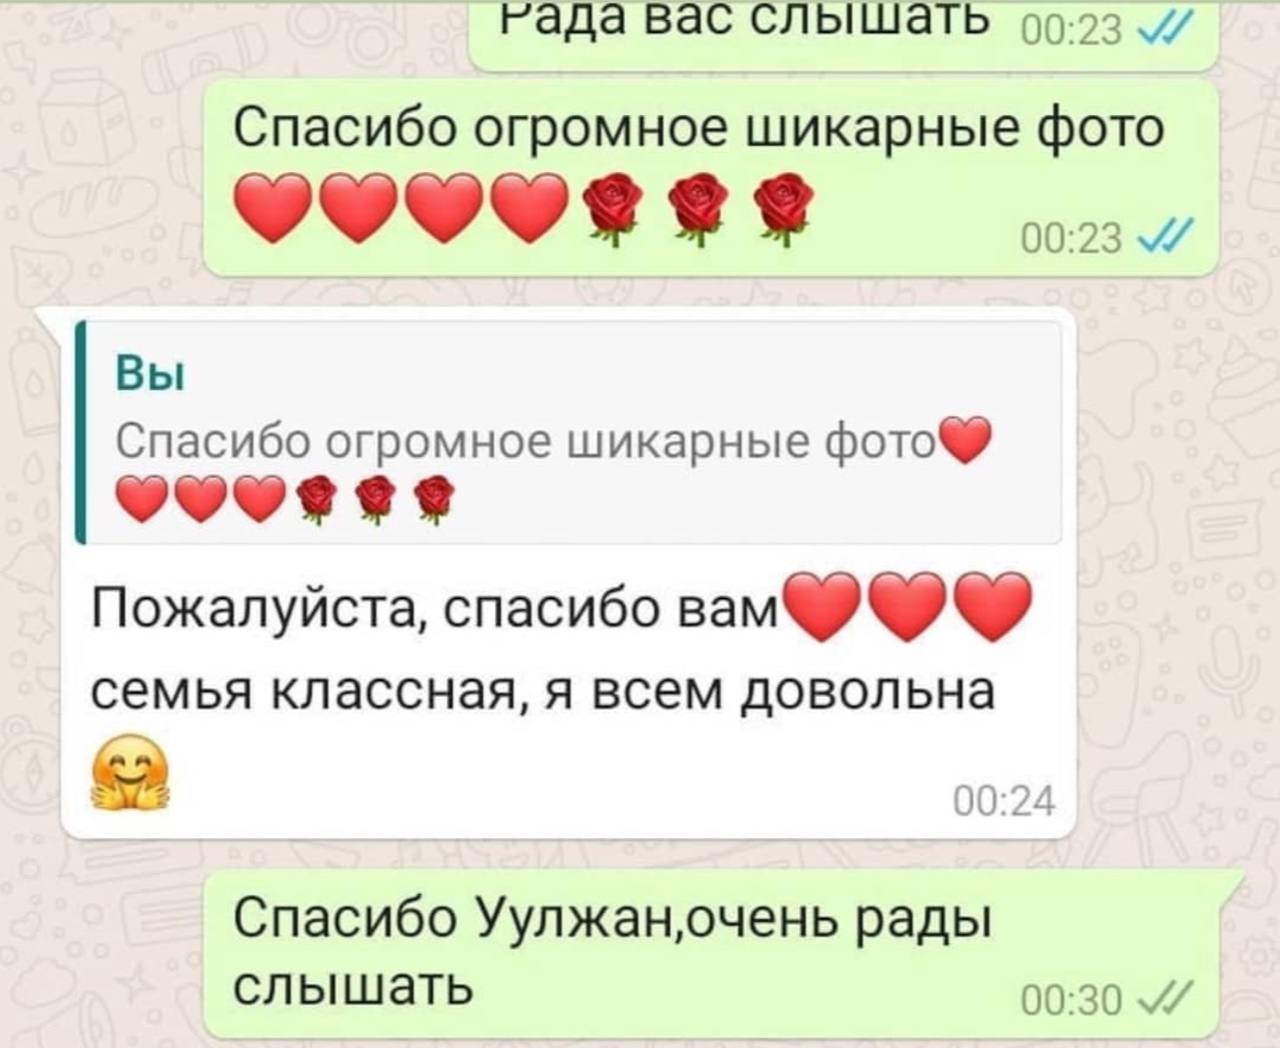 Рада вас слышать 00:23
Спасибо огромное шикарные фото
❤️❤️❤️❤️🌹🌹🌹 00:23
Вы
Спасибо огромное шикарные фото❤️
❤️❤️❤️🌹🌹🌹
Пожалуйста, спасибо вам❤️❤️❤️
семья классная, я всем довольна
🤗 00:24
Спасибо Уулжан,очень рады
слышать 00:30